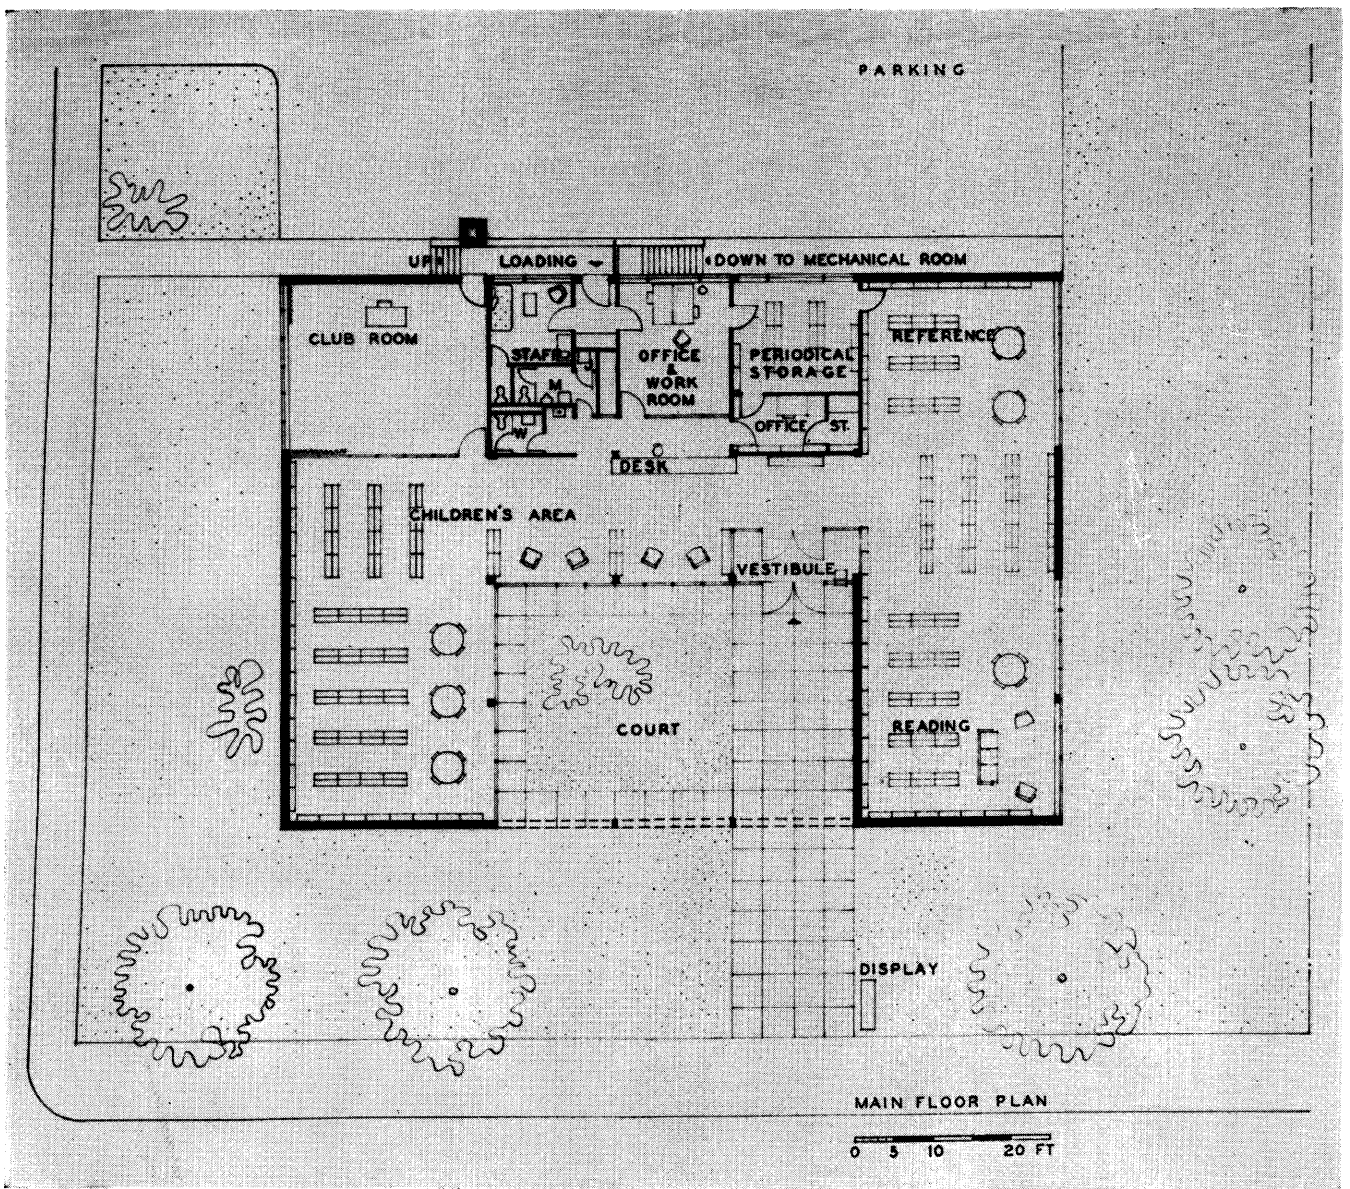 PARKING
UP
LOADING
DOWN TO MECHANICAL ROOM
CLUB ROOM
STAFF
OFFICE
&
WORK
ROOM
PERIODICAL
STORAGE
REFERENCE
M
W
OFFICE
ST.
DESK
CHILDREN'S AREA
VESTIBULE
COURT
READING
DISPLAY
MAIN FLOOR PLAN
0 5 10 20 FT